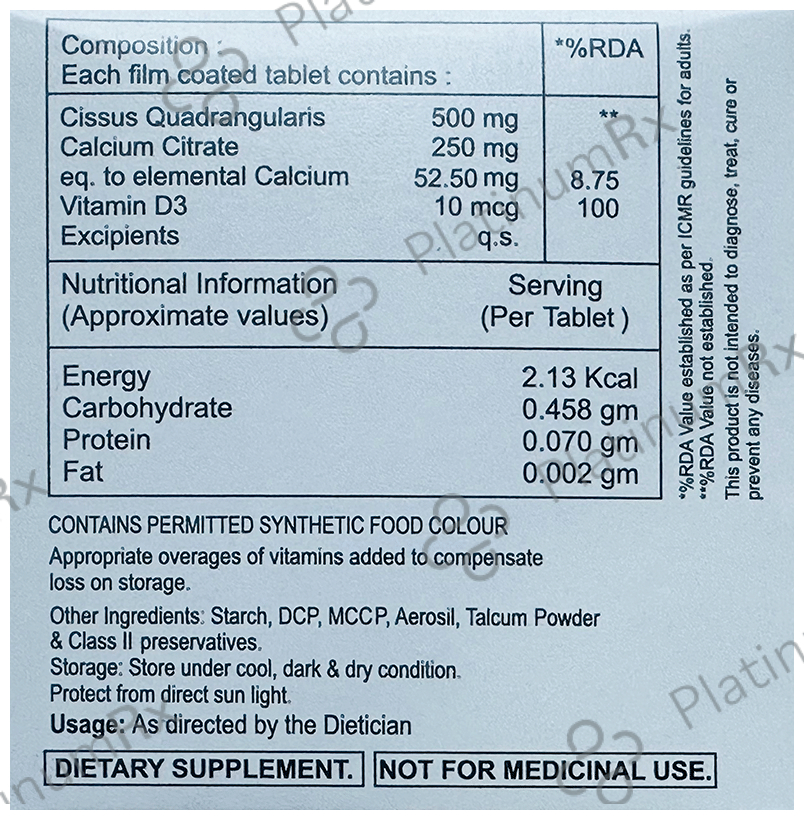 Composition :
Each film coated tablet contains :
*%RDA
Cissus Quadrangularis 500 mg **
Calcium Citrate 250 mg
eq. to elemental Calcium 52.50 mg 8.75
Vitamin D3 10 mcg 100
Excipients q.s.
Nutritional Information Serving
(Approximate values) (Per Tablet )
Energy 2.13 Kcal
Carbohydrate 0.458 gm
Protein 0.070 gm
Fat 0.002 gm
*%RDA Value established as per ICMR guidelines for adults.
**%RDA Value not established.
This product is not intended to diagnose, treat, cure or
prevent any diseases.
CONTAINS PERMITTED SYNTHETIC FOOD COLOUR
Appropriate overages of vitamins added to compensate
loss on storage.
Other Ingredients: Starch, DCP, MCCP, Aerosil, Talcum Powder
& Class II preservatives.
Storage: Store under cool, dark & dry condition.
Protect from direct sun light.
Usage: As directed by the Dietician
DIETARY SUPPLEMENT. NOT FOR MEDICINAL USE.
Platinum
PlatinumRx
PlatinumRx
Rx
Platin
inumRx